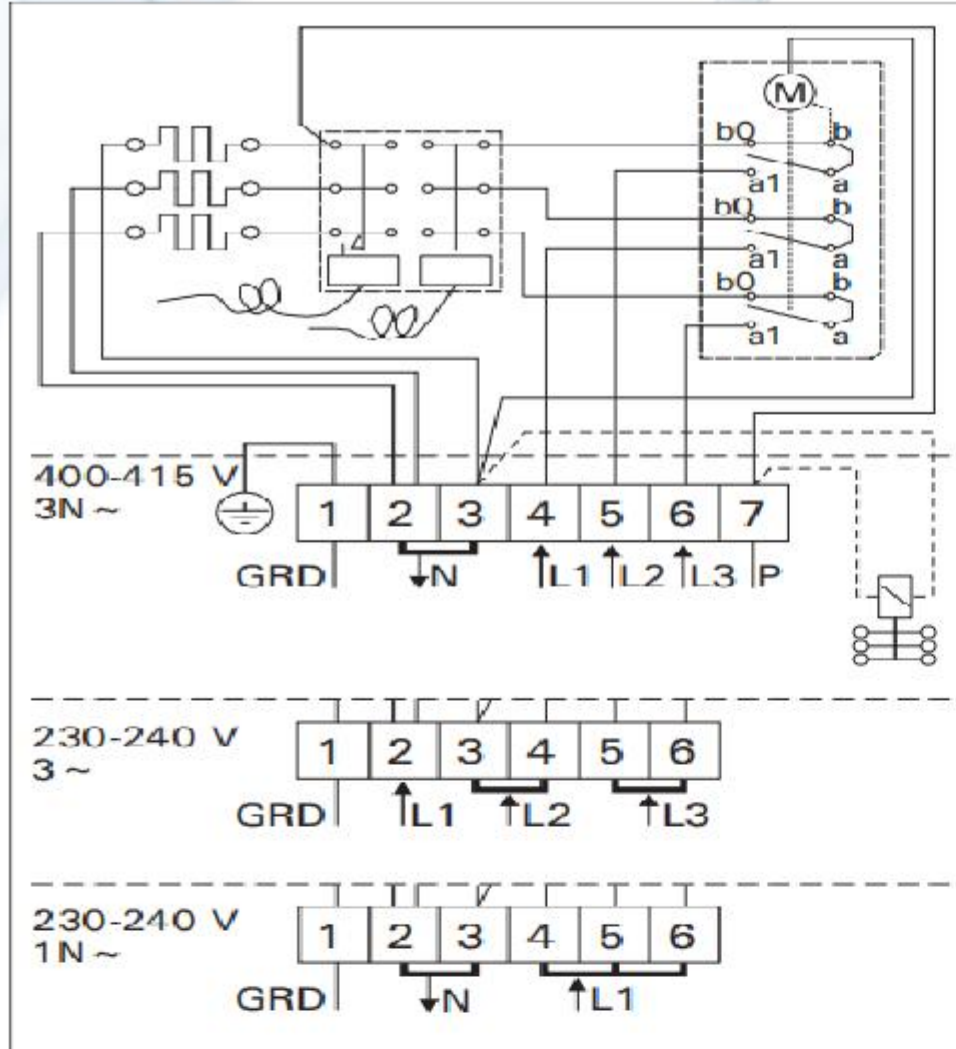 M
b0 b
a1 a
b0 b
a1 a
b0 b
a1 a
400-415 V
3N ~
1 2 3 4 5 6 7
GRD N L1 L2 L3 P
230-240 V
3 ~
1 2 3 4 5 6
GRD L1 L2 L3
230-240 V
1N ~
1 2 3 4 5 6
GRD N L1